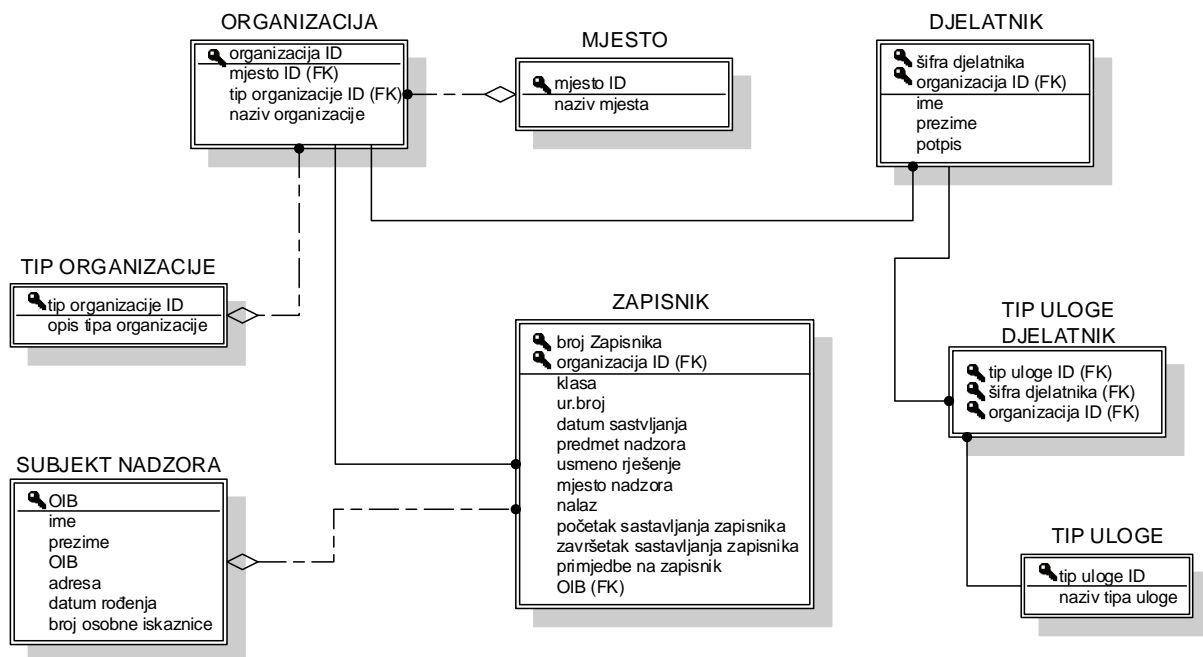 ORGANIZACIJA
organizacija ID
mjesto ID (FK)
tip organizacije ID (FK)
naziv organizacije
MJESTO
mjesto ID
naziv mjesta
DJELATNIK
šifra djelatnika
organizacija ID (FK)
ime
prezime
potpis
TIP ORGANIZACIJE
tip organizacije ID
opis tipa organizacije
ZAPISNIK
broj Zapisnika
organizacija ID (FK)
klasa
ur.broj
datum sastvljanja
predmet nadzora
usmeno rješenje
mjesto nadzora
nalaz
početak sastavljanja zapisnika
završetak sastavljanja zapisnika
primjedbe na zapisnik
OIB (FK)
TIP ULOGE
DJELATNIK
tip uloge ID (FK)
šifra djelatnika (FK)
organizacija ID (FK)
SUBJEKT NADZORA
OIB
ime
prezime
OIB
adresa
datum rođenja
broj osobne iskaznice
TIP ULOGE
tip uloge ID
naziv tipa uloge